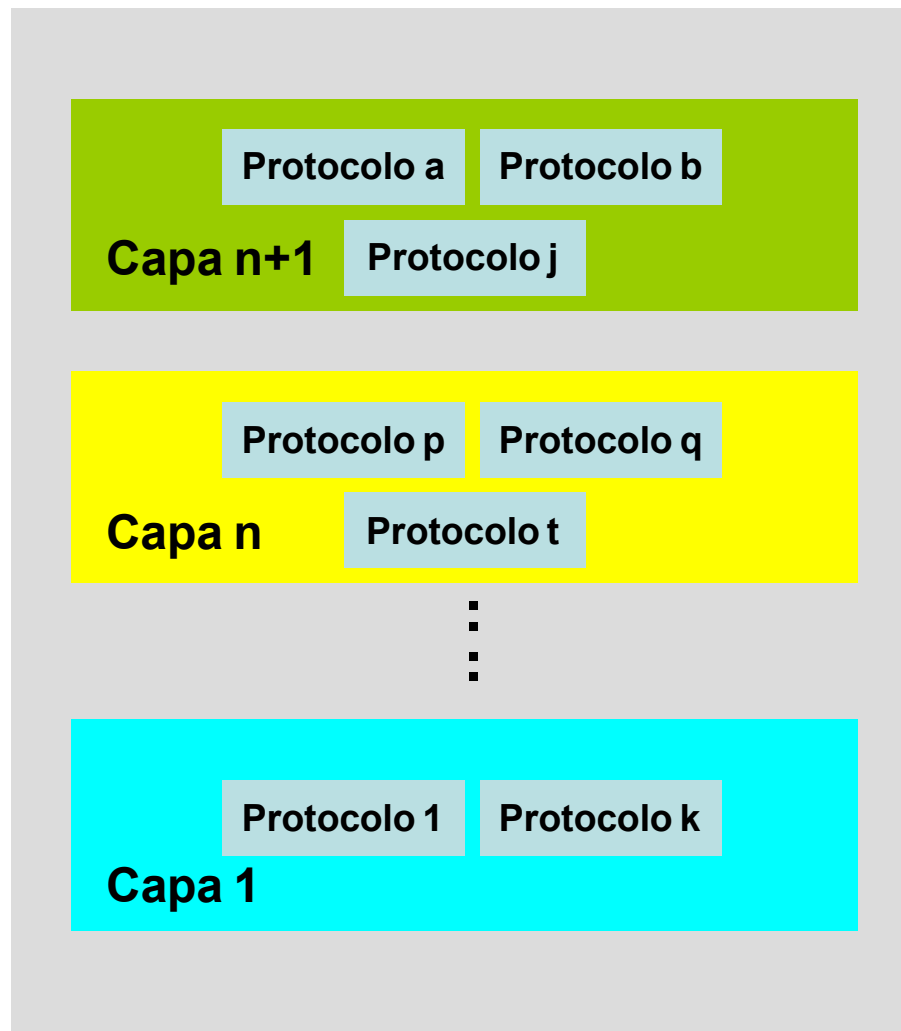 Protocolo a
Protocolo b
Capa n+1
Protocolo j
Protocolo p
Protocolo q
Capa n
Protocolo t
Protocolo 1
Protocolo k
Capa 1